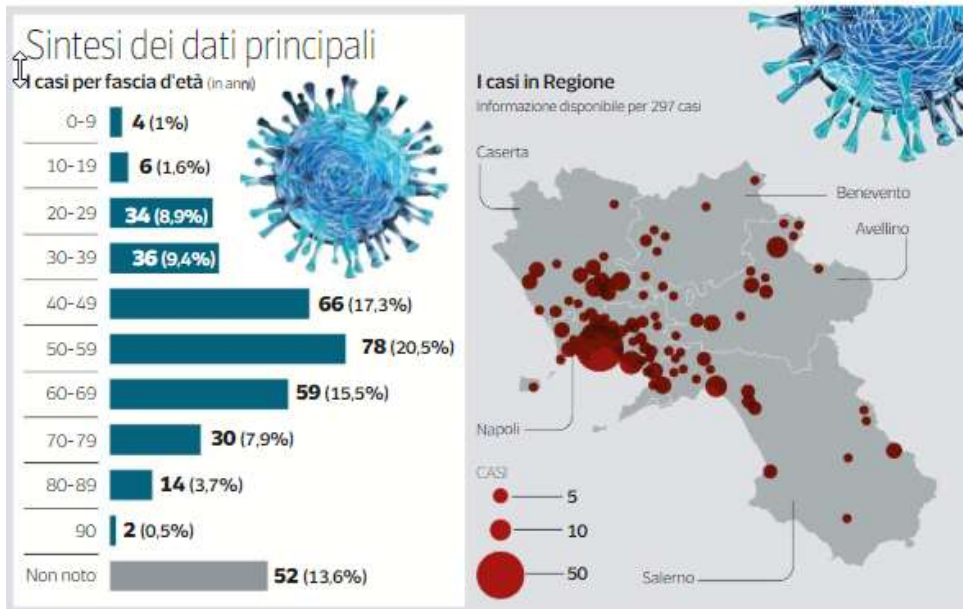 Sintesi dei dati principali
I casi per fascia d'età (in anni)
0-9 4 (1%)
10-19 6 (1,6%)
20-29 34 (8,9%)
30-39 36 (9,4%)
40-49 66 (17,3%)
50-59 78 (20,5%)
60-69 59 (15,5%)
70-79 30 (7,9%)
80-89 14 (3,7%)
90 2 (0,5%)
Non noto 52 (13,6%)
I casi in Regione
Informazione disponibile per 297 casi
Caserta
Benevento
Avellino
Napoli
CASI
5
10
50
Salerno